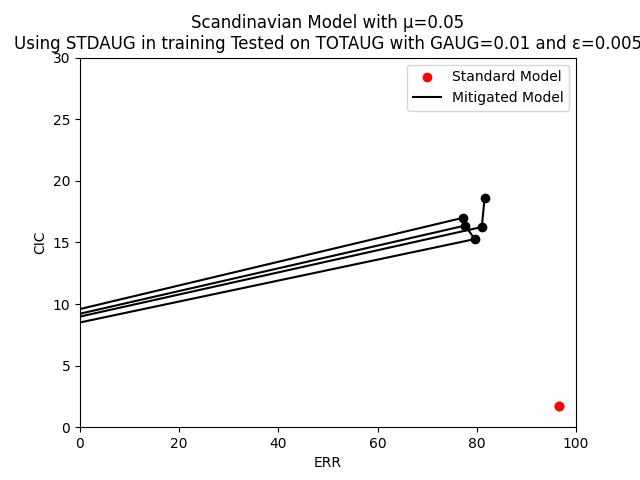 Scandinavian Model with μ=0.05
Using STDAUG in training Tested on TOTAUG with GAUG=0.01 and ε=0.005
30
25
20
15
10
5
0
CIC
Standard Model
Mitigated Model
0 20 40 60 80 100
ERR